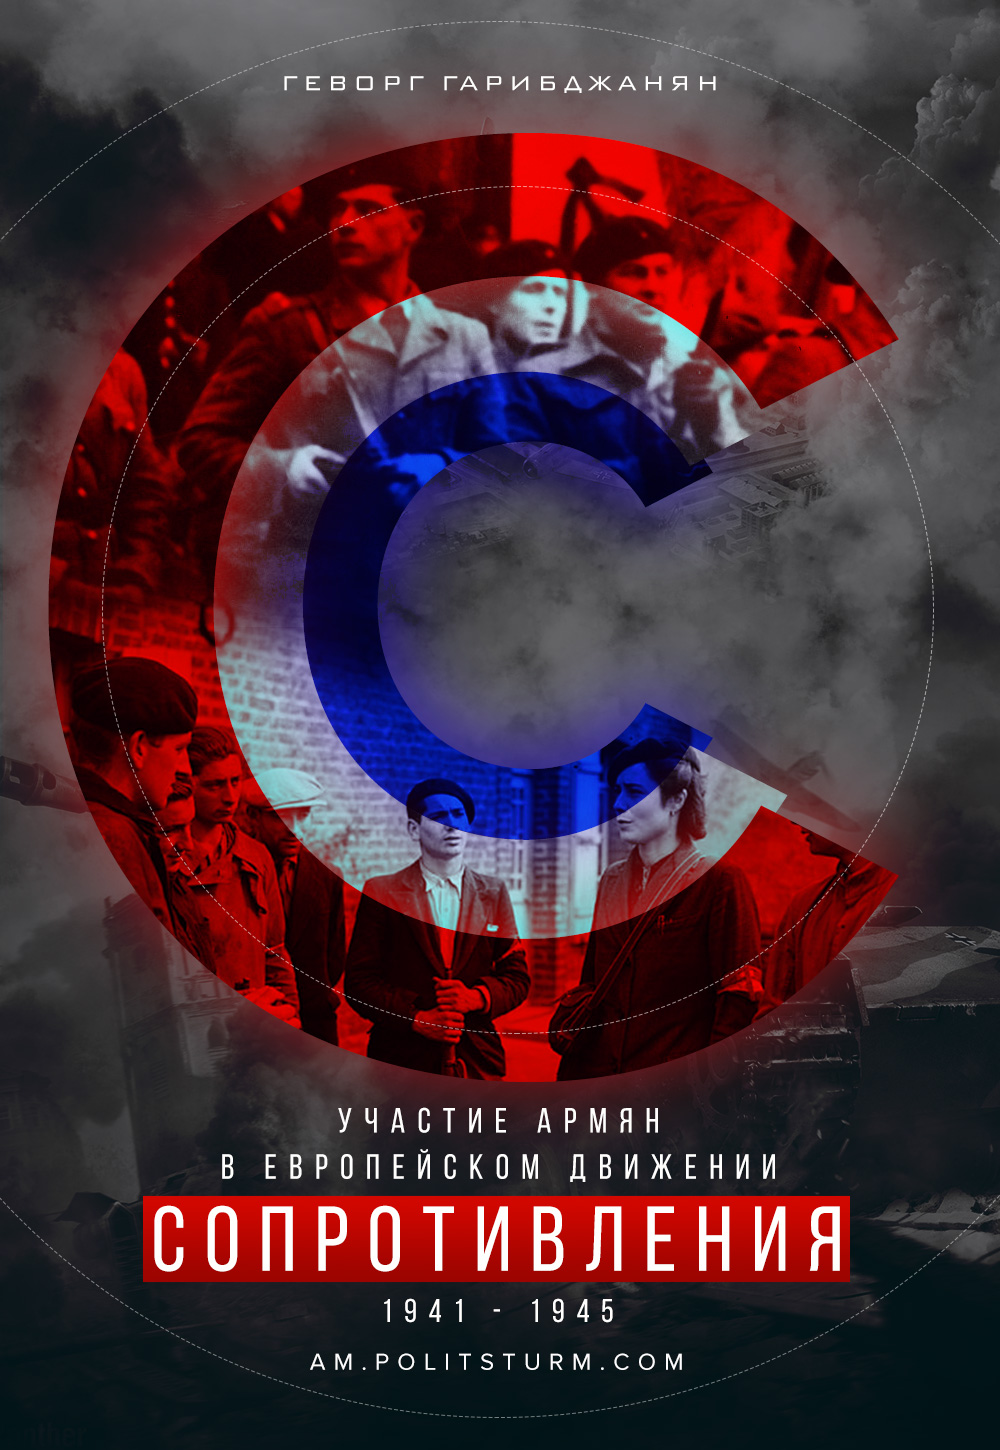 ГЕВОРГ ГАРИБДЖАНЯН
УЧАСТИЕ АРМЯН
В ЕВРОПЕЙСКОМ ДВИЖЕНИИ
СОПРОТИВЛЕНИЯ
1941 - 1945
AM.POLITSTURM.COM